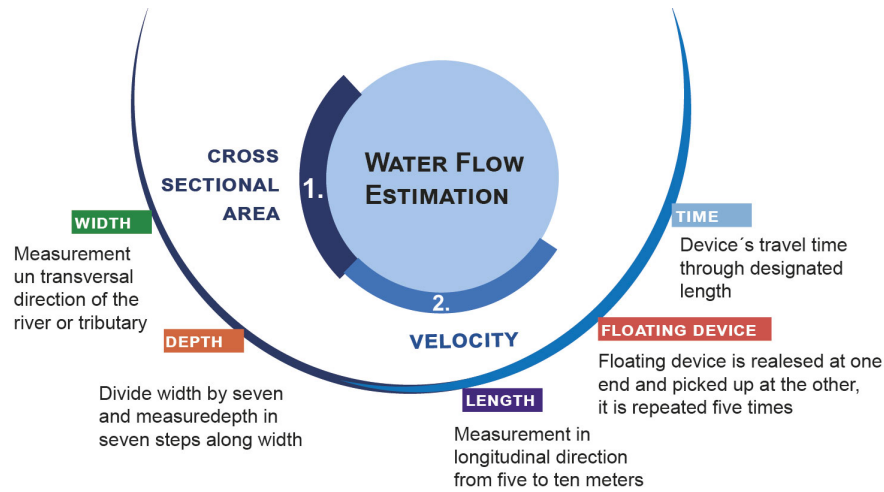 WATER FLOW
ESTIMATION
1.
CROSS
SECTIONAL
AREA
WIDTH
Measurement
un transversal
direction of the
river or tributary
DEPTH
Divide width by seven
and measuredepth in
seven steps along width
2.
VELOCITY
LENGTH
Measurement in
longitudinal direction
from five to ten meters
FLOATING DEVICE
Floating device is realesed at one
end and picked up at the other,
it is repeated five times
TIME
Device´s travel time
through designated
length